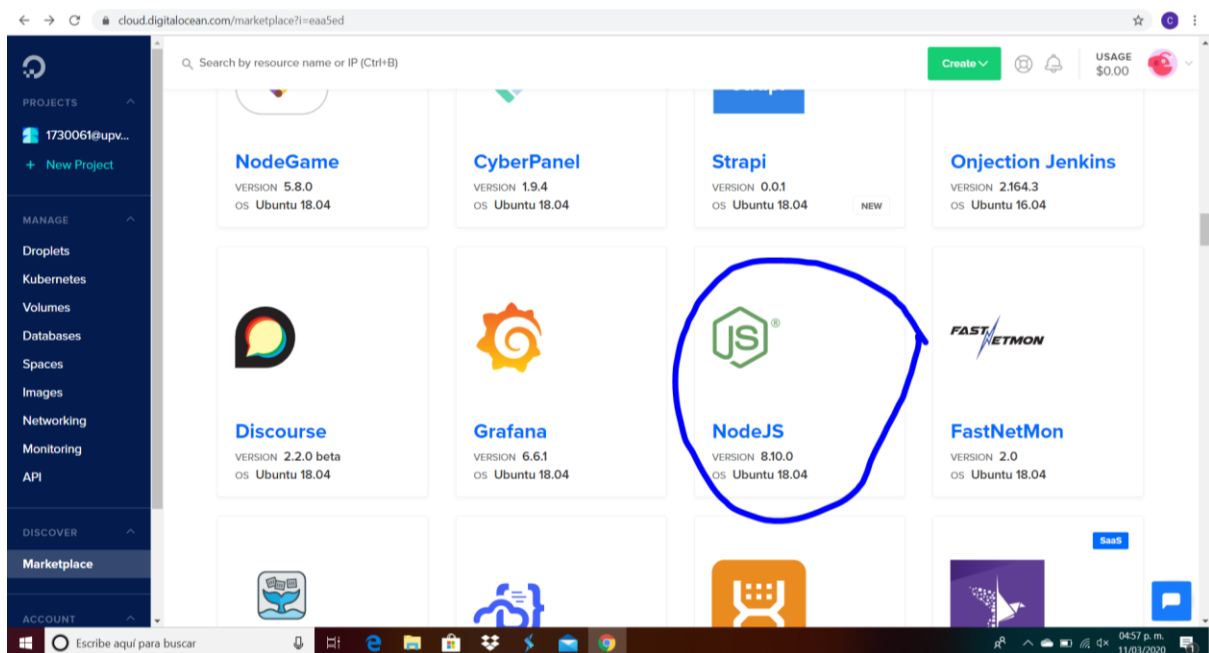 cloud.digitalocean.com/marketplace?i=eaa5ed
C
Search by resource name or IP (Ctrl+B)
Create
USAGE
$0.00
PROJECTS
1730061@upv...
+ New Project
MANAGE
Droplets
Kubernetes
Volumes
Databases
Spaces
Images
Networking
Monitoring
API
DISCOVER
Marketplace
ACCOUNT
NodeGame
VERSION 5.8.0
OS Ubuntu 18.04
CyberPanel
VERSION 1.9.4
OS Ubuntu 18.04
Strapi
VERSION 0.0.1
OS Ubuntu 18.04
NEW
Onjection Jenkins
VERSION 2.164.3
OS Ubuntu 16.04
Discourse
VERSION 2.2.0 beta
OS Ubuntu 18.04
Grafana
VERSION 6.6.1
OS Ubuntu 18.04
JS®
NodeJS
VERSION 8.10.0
OS Ubuntu 18.04
FASTNETMON
FastNetMon
VERSION 2.0
OS Ubuntu 18.04
SaaS
Escribe aquí para buscar
04:57 p. m.
11/03/2020